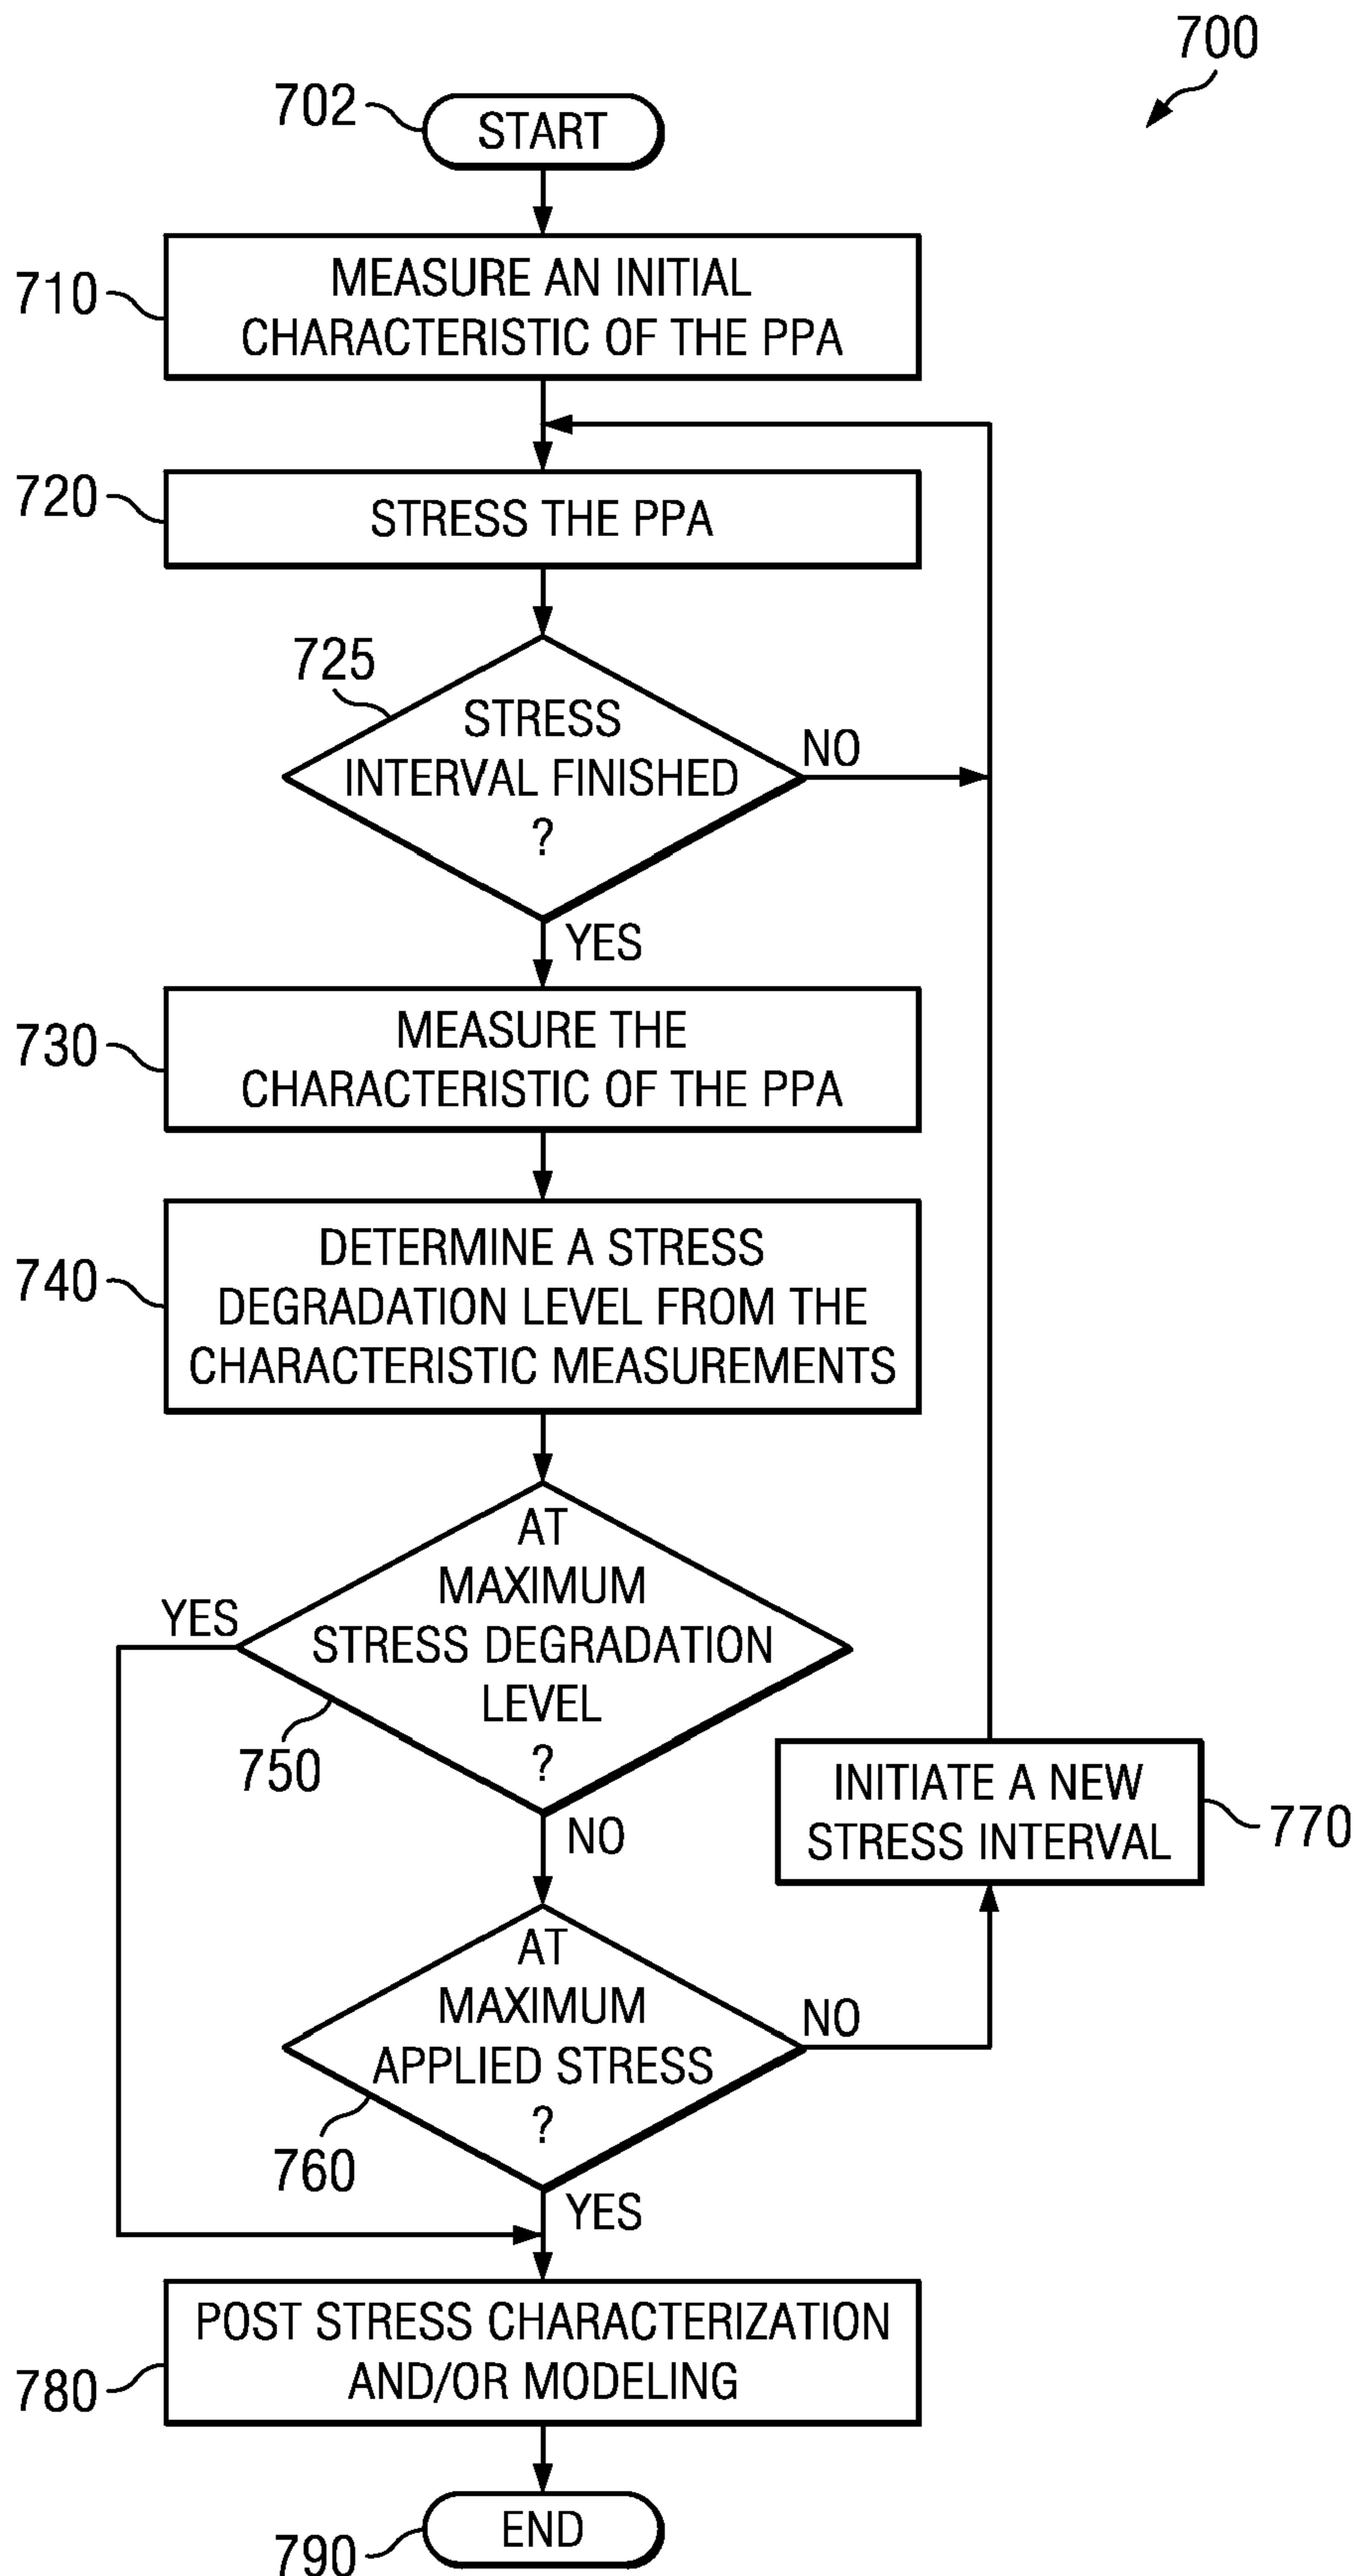 700
702
START
710
MEASURE AN INITIAL
CHARACTERISTIC OF THE PPA
720
STRESS THE PPA
725
STRESS
INTERVAL FINISHED
?
NO
YES
730
MEASURE THE
CHARACTERISTIC OF THE PPA
740
DETERMINE A STRESS
DEGRADATION LEVEL FROM THE
CHARACTERISTIC MEASUREMENTS
AT
MAXIMUM
STRESS DEGRADATION
LEVEL
?
YES
750
NO
INITIATE A NEW
STRESS INTERVAL
770
AT
MAXIMUM
APPLIED STRESS
?
NO
760
YES
POST STRESS CHARACTERIZATION
AND/OR MODELING
780
END
790